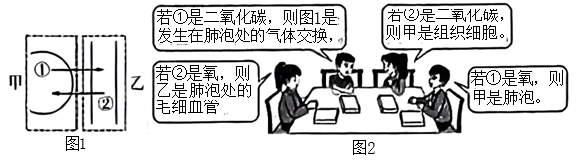 若①是二氧化碳，则图1是
发生在肺泡处的气体交换，
若②是二氧化碳，
则甲是组织细胞。
若②是氧，则
乙是肺泡处的
毛细血管
若①是氧，则
甲是肺泡。
甲
①
②
乙
图1
图2